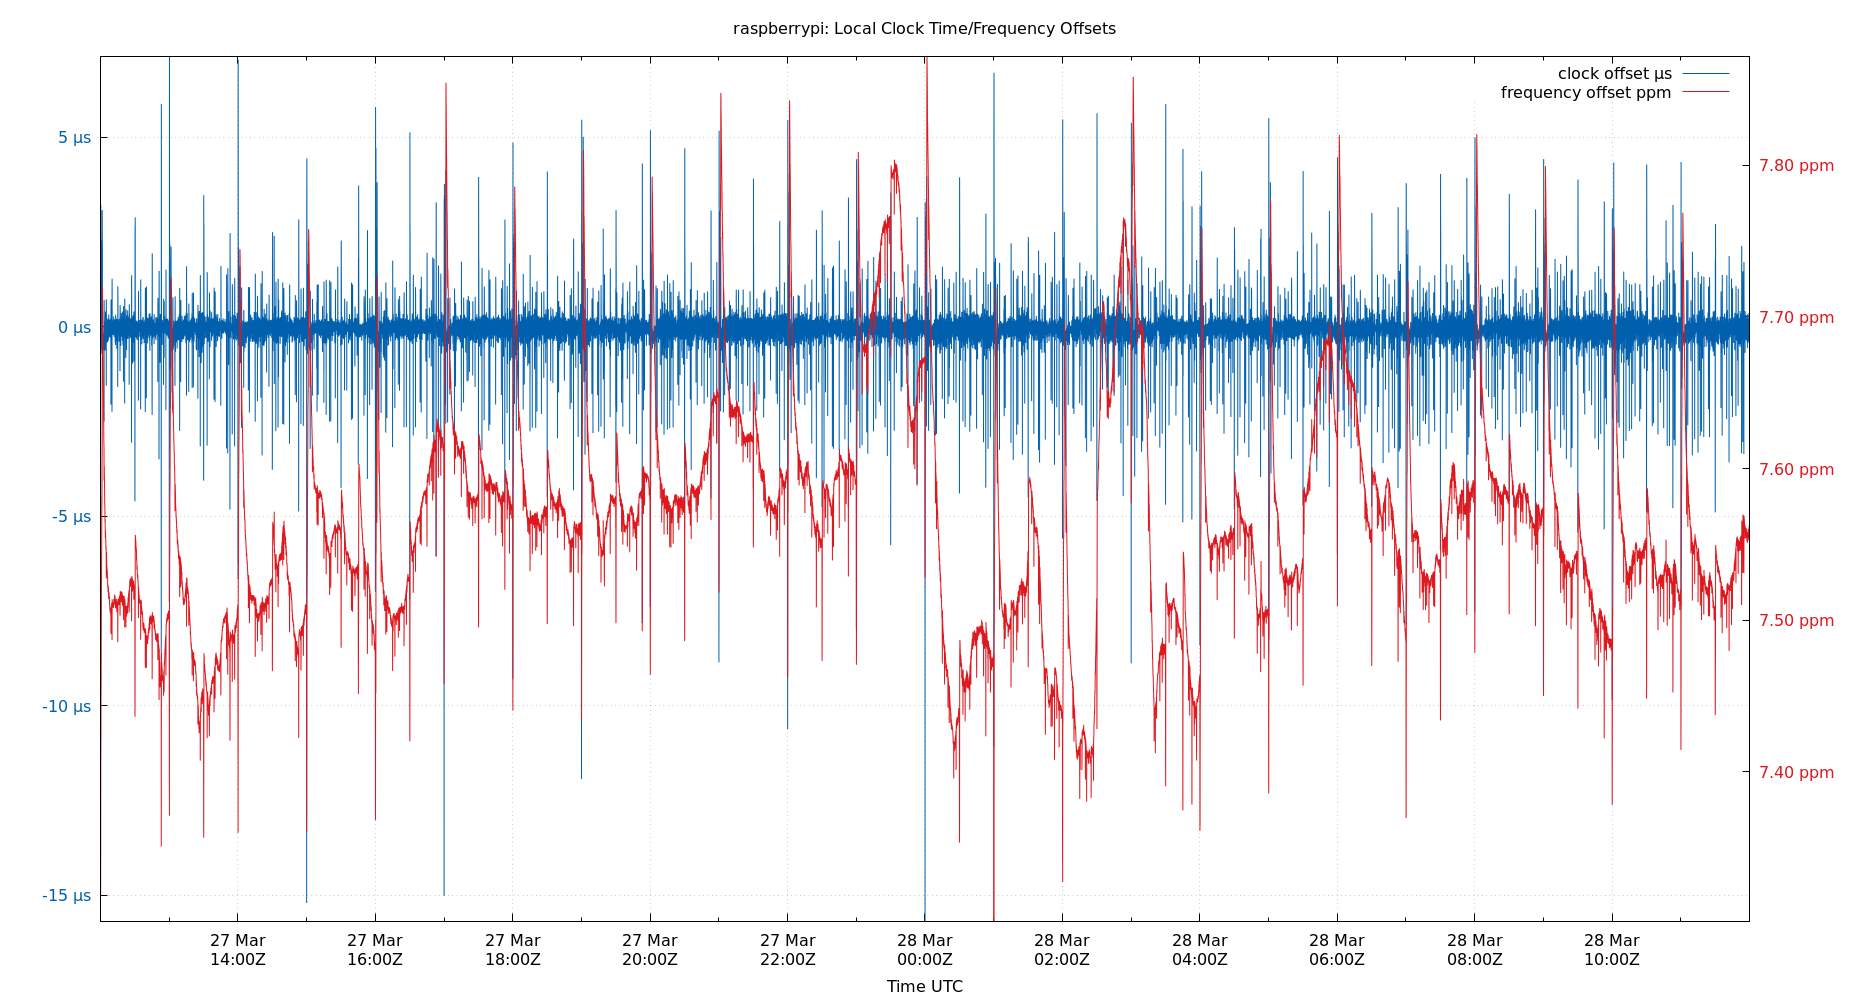 raspberrypi: Local Clock Time/Frequency Offsets
clock offset µs
frequency offset ppm
5 µs
0 µs
-5 µs
-10 µs
-15 µs
7.80 ppm
7.70 ppm
7.60 ppm
7.50 ppm
7.40 ppm
27 Mar
14:00Z
27 Mar
16:00Z
27 Mar
18:00Z
27 Mar
20:00Z
27 Mar
22:00Z
28 Mar
00:00Z
28 Mar
02:00Z
28 Mar
04:00Z
28 Mar
06:00Z
28 Mar
08:00Z
28 Mar
10:00Z
Time UTC